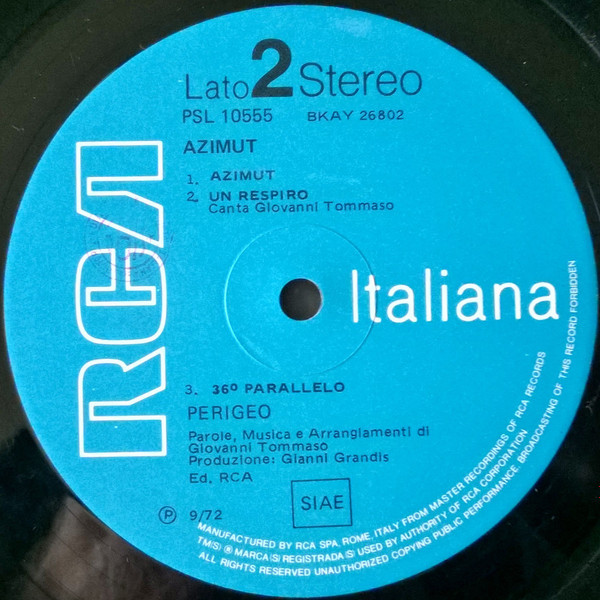 Lato 2 Stereo
PSL 10555 BKAY 26802
AZIMUT
1. AZIMUT
2. UN RESPIRO
Canta Giovanni Tommaso
RCA
Italiana
3. 36º PARALLELO
PERIGEO
Parole, Musica e Arrangiamenti di
Giovanni Tommaso
Produzione: Gianni Grandis
Ed. RCA
SIAE
Ⓟ 9/72
MANUFACTURED BY RCA SPA, ROME, ITALY FROM MASTER RECORDINGS OF RCA RECORDS
TM(S) ® MARCA(S) REGISTRADA(S) USED BY AUTHORITY OF RCA CORPORATION
ALL RIGHTS RESERVED UNAUTHORIZED COPYING PUBLIC PERFORMANCE, BROADCASTING OF THIS RECORD FORBIDDEN